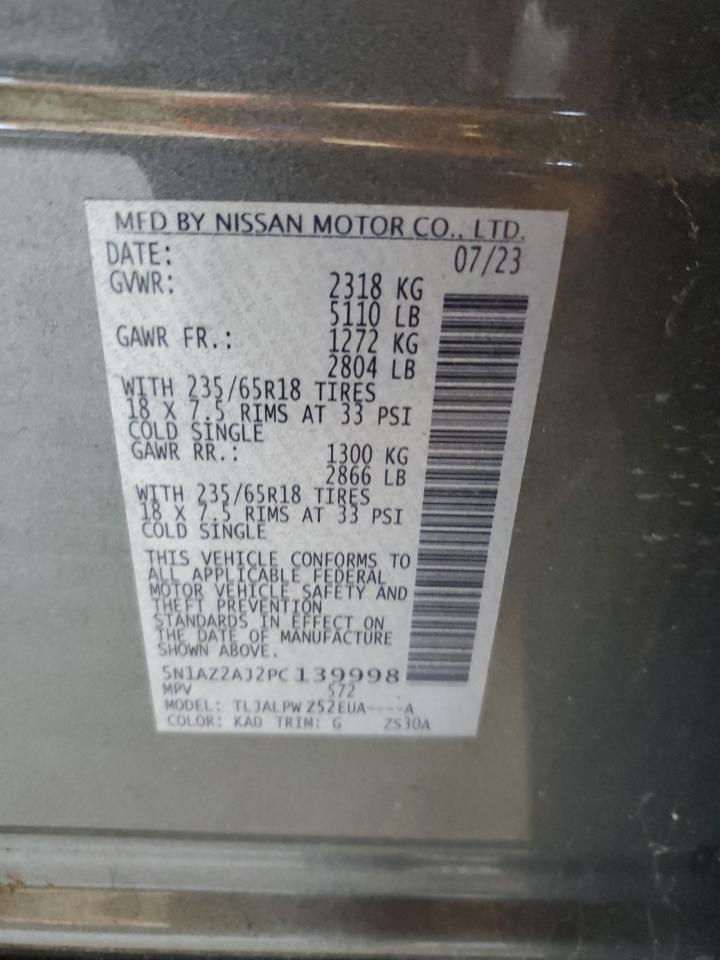 MFD BY NISSAN MOTOR CO., LTD.
DATE: 07/23
GVWR: 2318 KG
5110 LB
GAWR FR.: 1272 KG
2804 LB
WITH 235/65R18 TIRES
18 X 7.5 RIMS AT 33 PSI
COLD SINGLE
GAWR RR.: 1300 KG
2866 LB
WITH 235/65R18 TIRES
18 X 7.5 RIMS AT 33 PSI
COLD SINGLE
THIS VEHICLE CONFORMS TO
ALL APPLICABLE FEDERAL
MOTOR VEHICLE SAFETY AND
THEFT PREVENTION
STANDARDS IN EFFECT ON
THE DATE OF MANUFACTURE
SHOWN ABOVE.
5N1AZ2AJ2PC139998
MPV 572
MODEL: TLJALPW Z52EUA----A
COLOR: KAD TRIM: G ZS30A